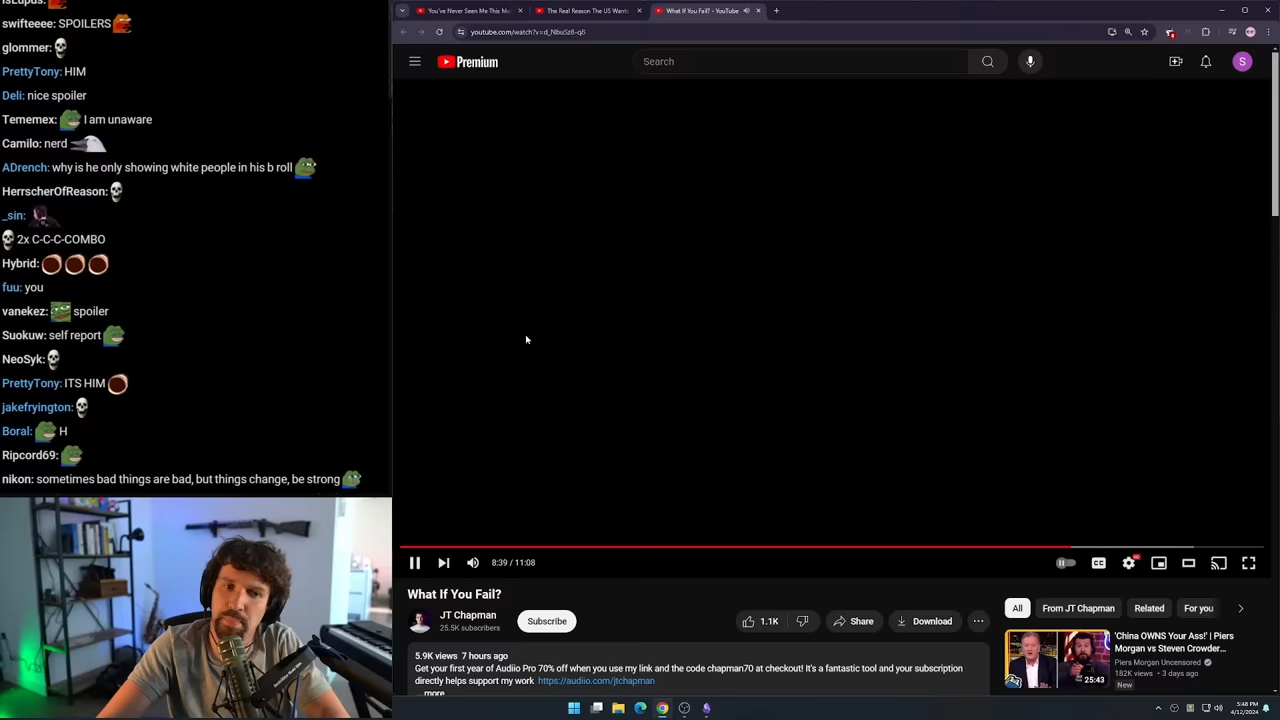 isLupus:
swifteee: SPOILERS
glommer:
PrettyTony: HIM
Deli: nice spoiler
Tememex: I am unaware
Camilo: nerd
ADrench: why is he only showing white people in his b roll
HerrscherOfReason:
_sin:
2x C-C-C-COMBO
Hybrid:
fuu: you
vanekez: spoiler
Suokuw: self report
NeoSyk:
PrettyTony: ITS HIM
jakefryington:
Boral: H
Ripcord69:
nikon: sometimes bad things are bad, but things change, be strong
You've Never Seen Me This Ma
The Real Reason The US Wants
What If You Fail? - YouTube
youtube.com/watch?v=d_NbuSz8-q8
Premium
Search
S
8:39 / 11:08
What If You Fail?
JT Chapman
25.5K subscribers
Subscribe
1.1K
Share
Download
5.9K views 7 hours ago
Get your first year of Audiio Pro 70% off when you use my link and the code chapman70 at checkout! It's a fantastic tool and your subscription
directly helps support my work https://audiio.com/jtchapman
...more
All
From JT Chapman
Related
For you
'China OWNS Your Ass!' | Piers
Morgan vs Steven Crowder...
Piers Morgan Uncensored
182K views • 3 days ago
New
25:43
5:48 PM
4/12/2024